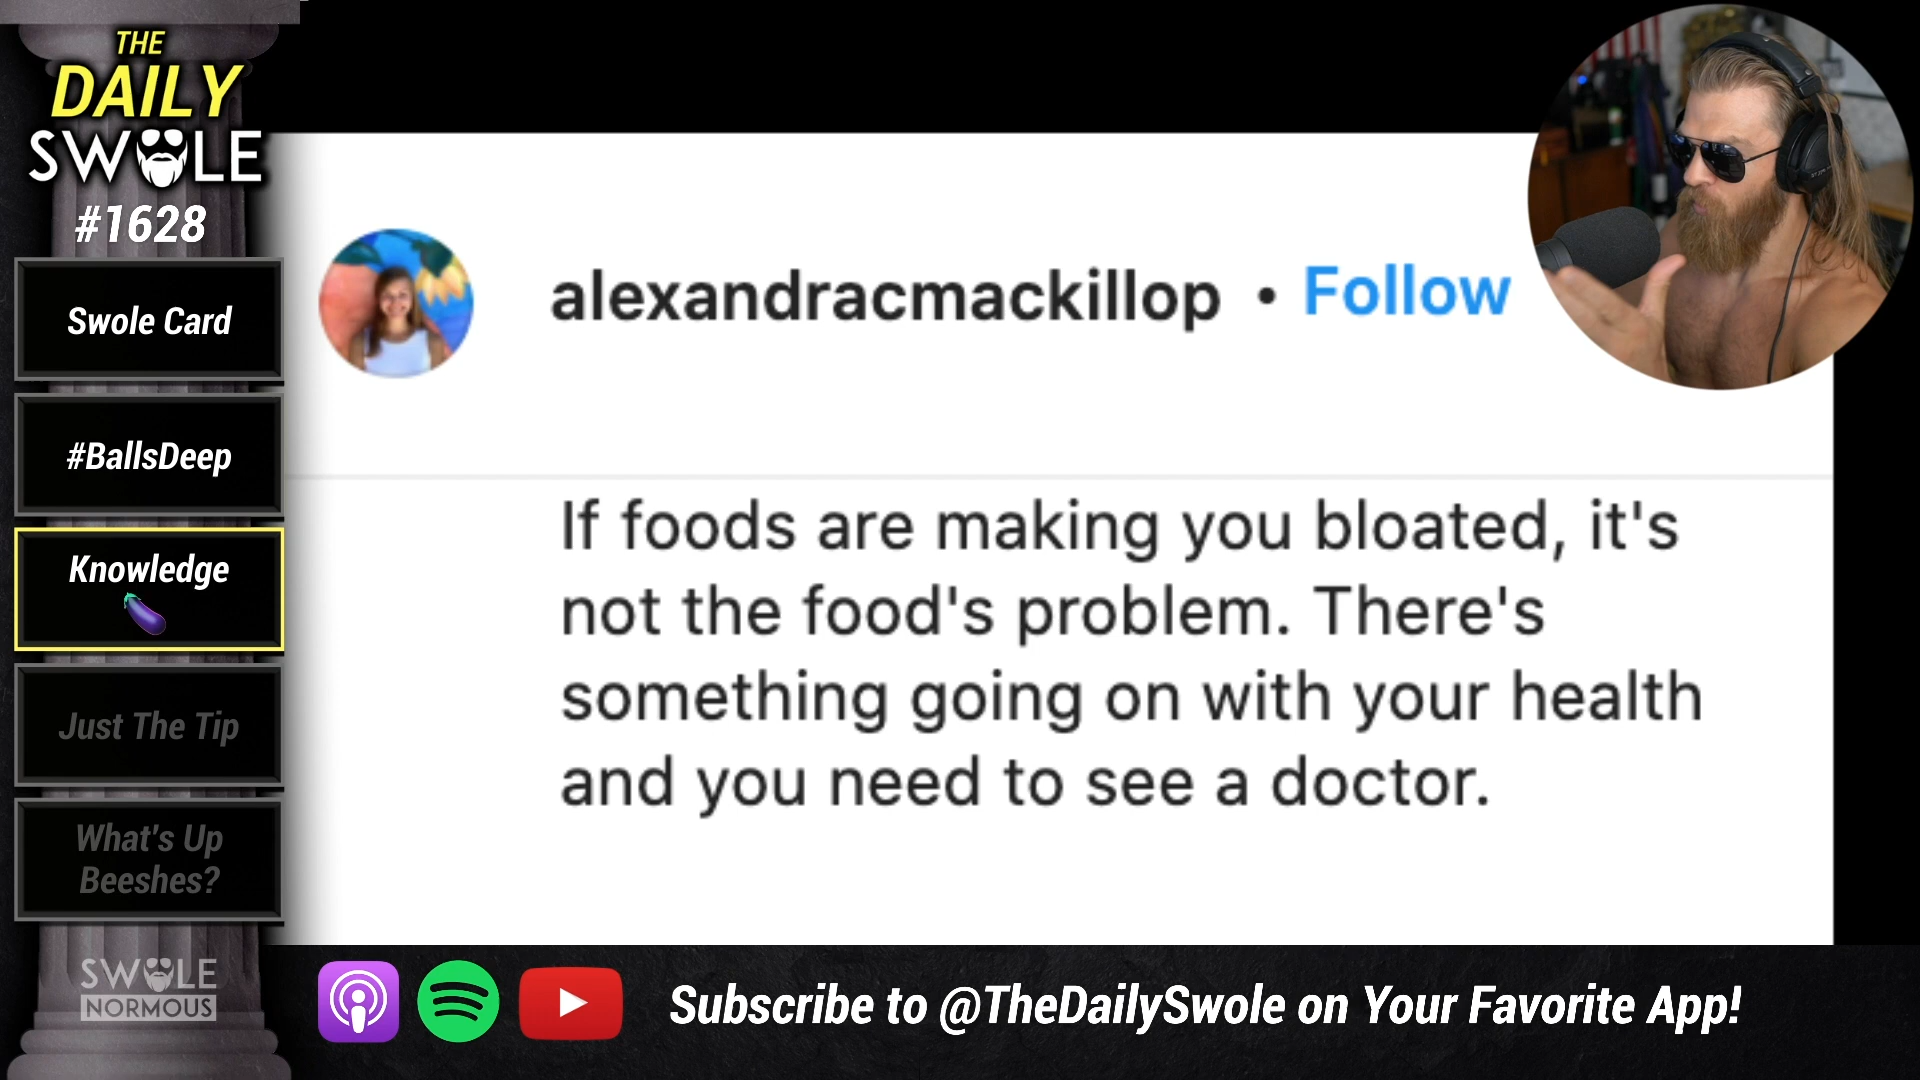 THE
DAILY
SWOLE
#1628
Swole Card
#BallsDeep
Knowledge
Just The Tip
What's Up
Beeshes?
SWOLE
NORMOUS
alexandracmackillop • Follow
If foods are making you bloated, it's
not the food's problem. There's
something going on with your health
and you need to see a doctor.
Subscribe to @TheDailySwole on Your Favorite App!